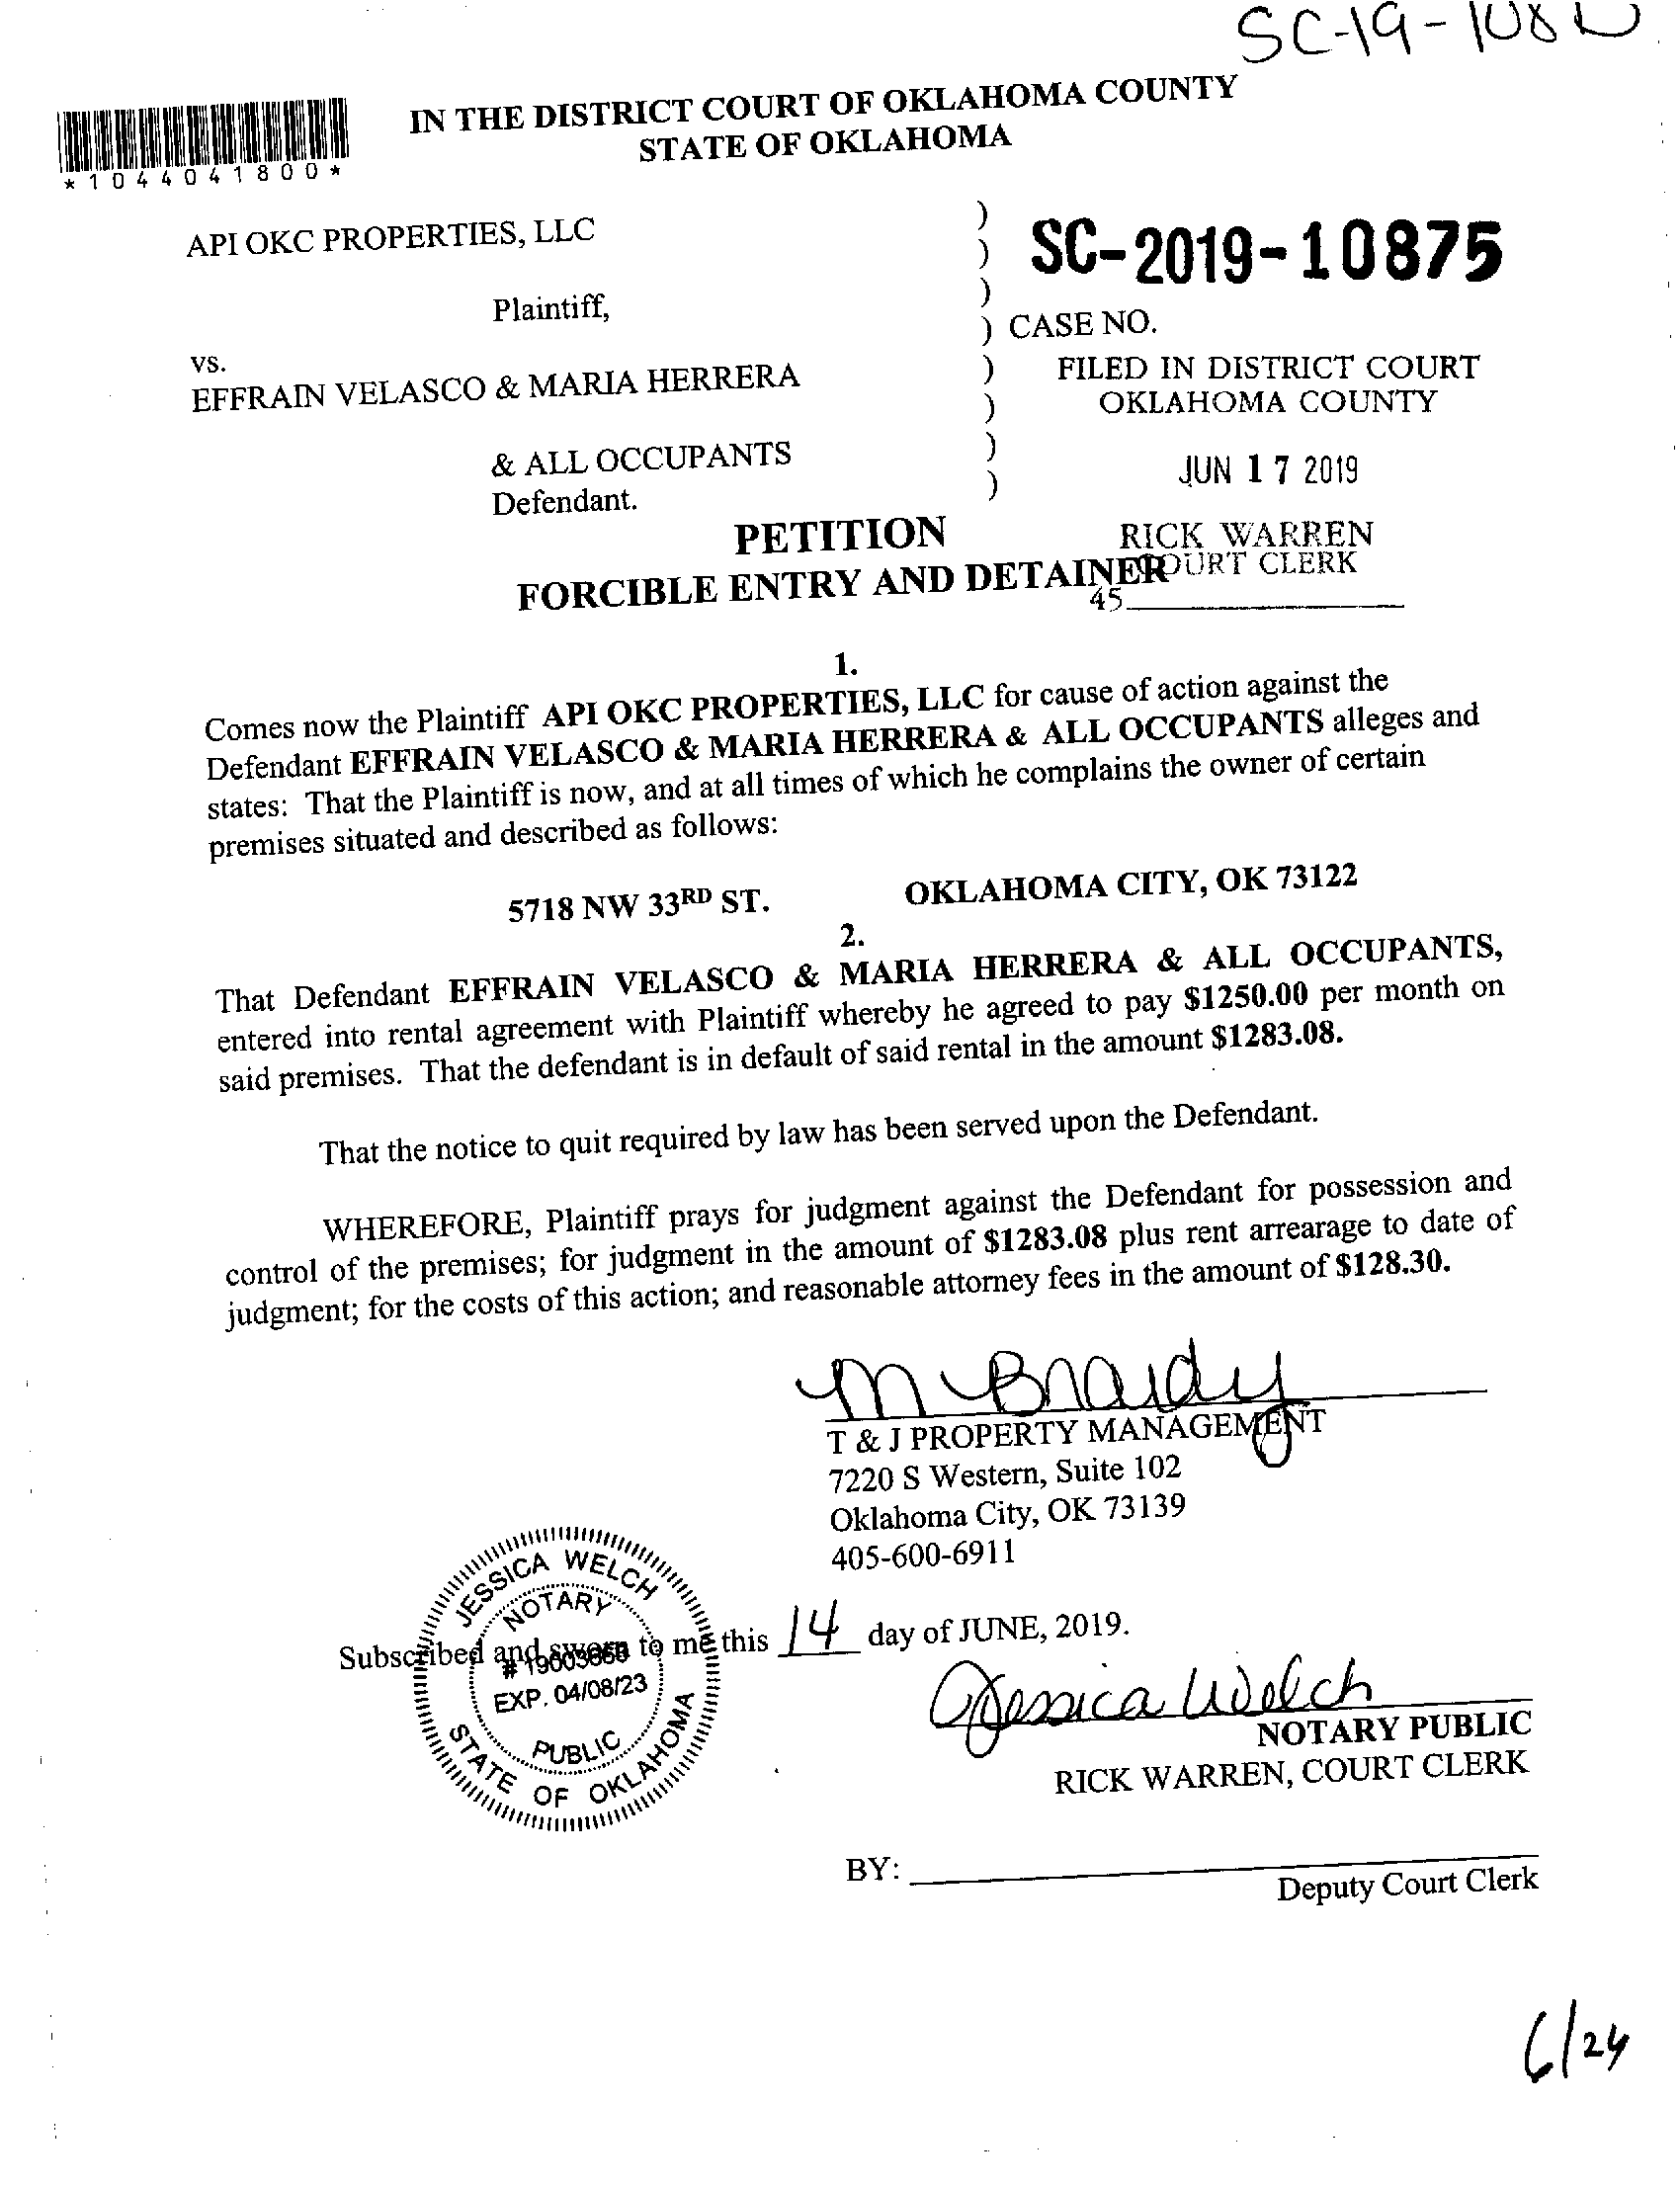 SC-19-108
IN THE DISTRICT COURT OF OKLAHOMA COUNTY
STATE OF OKLAHOMA
*1044041800*
API OKC PROPERTIES, LLC
)
)
)
)
)
)
)
)
SC-2019-10875
Plaintiff,
CASE NO.
vs.
EFFRAIN VELASCO & MARIA HERRERA
FILED IN DISTRICT COURT
OKLAHOMA COUNTY
& ALL OCCUPANTS
Defendant.
JUN 17 2019
PETITION
RICK WARREN
COURT CLERK
FORCIBLE ENTRY AND DETAINER
45
1.
Comes now the Plaintiff API OKC PROPERTIES, LLC for cause of action against the
Defendant EFFRAIN VELASCO & MARIA HERRERA & ALL OCCUPANTS alleges and
states: That the Plaintiff is now, and at all times of which he complains the owner of certain
premises situated and described as follows:
5718 NW 33RD ST. OKLAHOMA CITY, OK 73122
2.
That Defendant EFFRAIN VELASCO & MARIA HERRERA & ALL OCCUPANTS,
entered into rental agreement with Plaintiff whereby he agreed to pay $1250.00 per month on
said premises. That the defendant is in default of said rental in the amount $1283.08.
That the notice to quit required by law has been served upon the Defendant.
WHEREFORE, Plaintiff prays for judgment against the Defendant for possession and
control of the premises; for judgment in the amount of $1283.08 plus rent arrearage to date of
judgment; for the costs of this action; and reasonable attorney fees in the amount of $128.30.
M Braidy
T & J PROPERTY MANAGEMENT
7220 S Western, Suite 102
Oklahoma City, OK 73139
405-600-6911
JESSICA WELCH
NOTARY
EXP. 04/08/23
PUBLIC
STATE OF OKLAHOMA
Subscribed and sworn to me this 14 day of JUNE, 2019.
Jessica Welch
NOTARY PUBLIC
RICK WARREN, COURT CLERK
BY:
Deputy Court Clerk
6/24